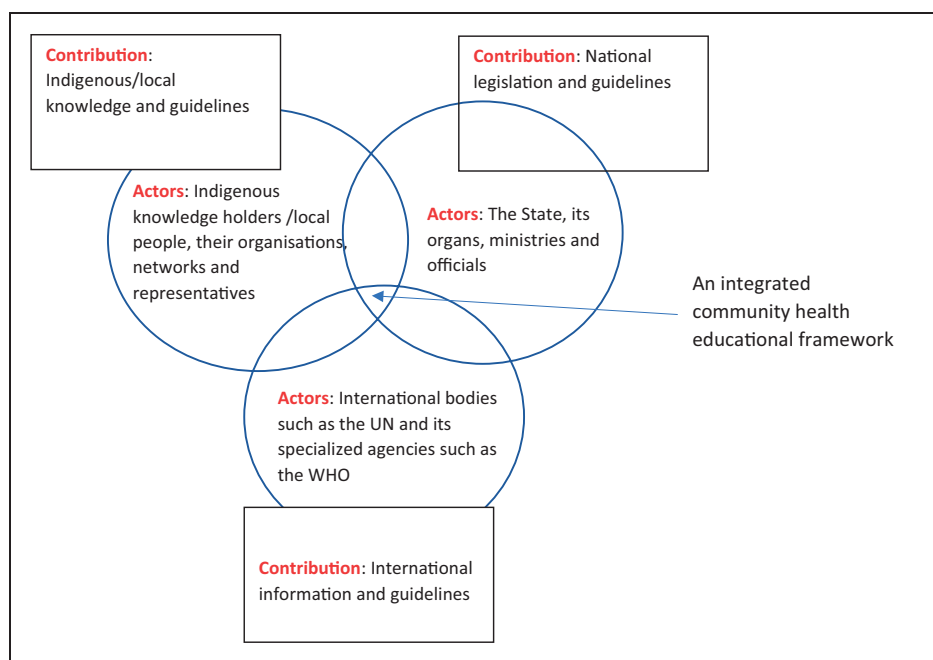 Contribution:
Indigenous/local
knowledge and guidelines
Contribution: National
legislation and guidelines
Actors: Indigenous
knowledge holders /local
people, their organisations,
networks and
representatives
Actors: The State, its
organs, ministries and
officials
An integrated
community health
educational framework
Actors: International bodies
such as the UN and its
specialized agencies such as
the WHO
Contribution: International
information and guidelines